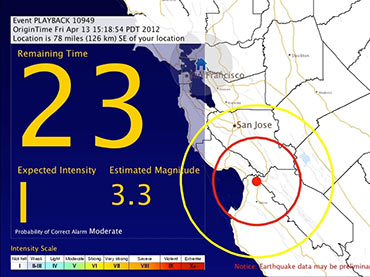 Event PLAYBACK 10949
OriginTime Fri Apr 13 15:18:54 PDT 2012
Location is 78 miles (126 km) SE of your location
Remaining Time
23
Francisco
San Jose
Expected Intensity
Estimated Magnitude
I
3.3
Probability of Correct Alarm Moderate
Intensity Scale
Not felt Weak Light Moderate Strong Very strong Severe Violent Extreme
I II-III IV V VI VII VIII IX X+
Notice: Earthquake data may be preliminar